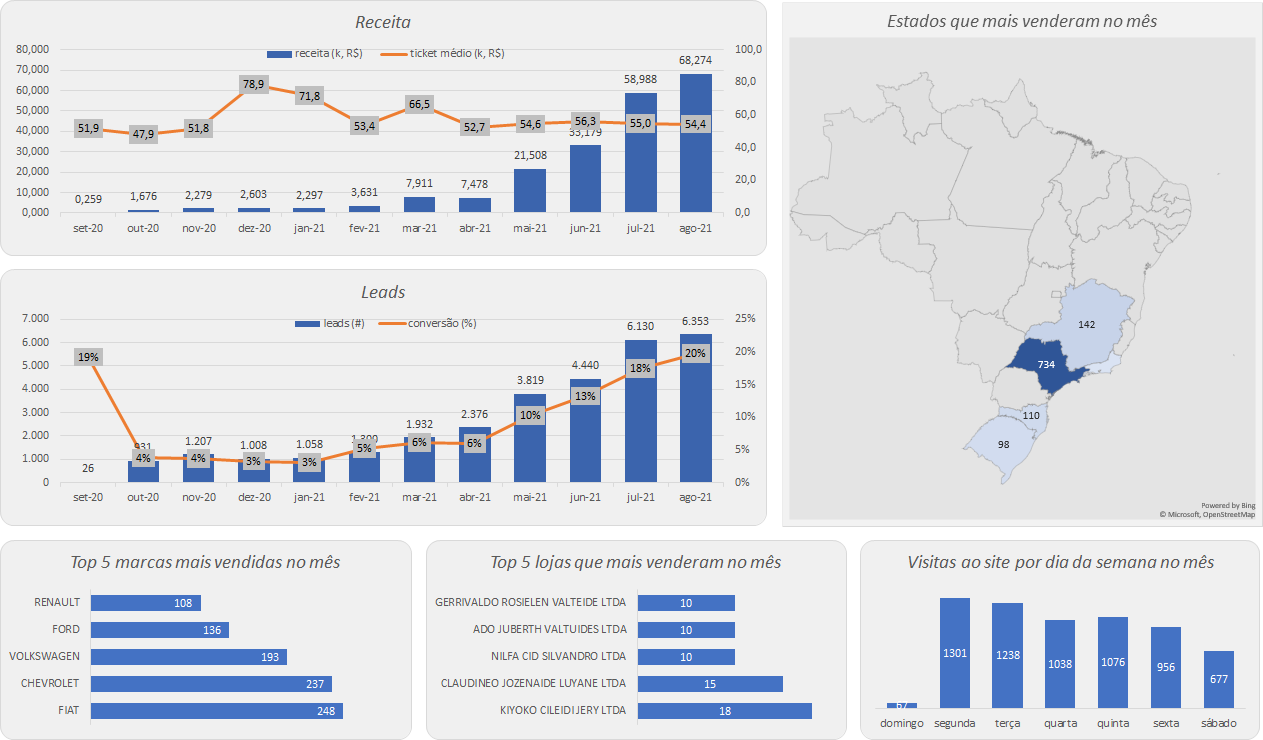 Receita
receita (k, R$) ticket médio (k, R$)
80,000
70,000
60,000
50,000
40,000
30,000
20,000
10,000
0,000
100,0
80,0
60,0
40,0
20,0
0,0
51,9 47,9 51,8 78,9 71,8 53,4 66,5 52,7 54,6 56,3 55,0 54,4
0,259 1,676 2,279 2,603 2,297 3,631 7,911 7,478 21,508 33,179 58,988 68,274
set-20 out-20 nov-20 dez-20 jan-21 fev-21 mar-21 abr-21 mai-21 jun-21 jul-21 ago-21
Leads
leads (#) conversão (%)
7.000
6.000
5.000
4.000
3.000
2.000
1.000
0
25%
20%
15%
10%
5%
0%
19% 4% 4% 3% 3% 5% 6% 6% 10% 13% 18% 20%
26 931 1.207 1.008 1.058 1.932 2.376 3.819 4.440 6.130 6.353
set-20 out-20 nov-20 dez-20 jan-21 fev-21 mar-21 abr-21 mai-21 jun-21 jul-21 ago-21
Estados que mais venderam no mês
142
734
110
98
Powered by Bing
© Microsoft, OpenStreetMap
Top 5 marcas mais vendidas no mês
RENAULT 108
FORD 136
VOLKSWAGEN 193
CHEVROLET 237
FIAT 248
Top 5 lojas que mais venderam no mês
GERRIVALDO ROSIELEN VALTEIDE LTDA 10
ADO JUBERTH VALTUIDES LTDA 10
NILFA CID SILVANDRO LTDA 10
CLAUDINEO JOZENAIDE LUYANE LTDA 15
KIYOKO CILEIDI JERY LTDA 18
Visitas ao site por dia da semana no mês
67 1301 1238 1038 1076 956 677
domingo segunda terça quarta quinta sexta sábado